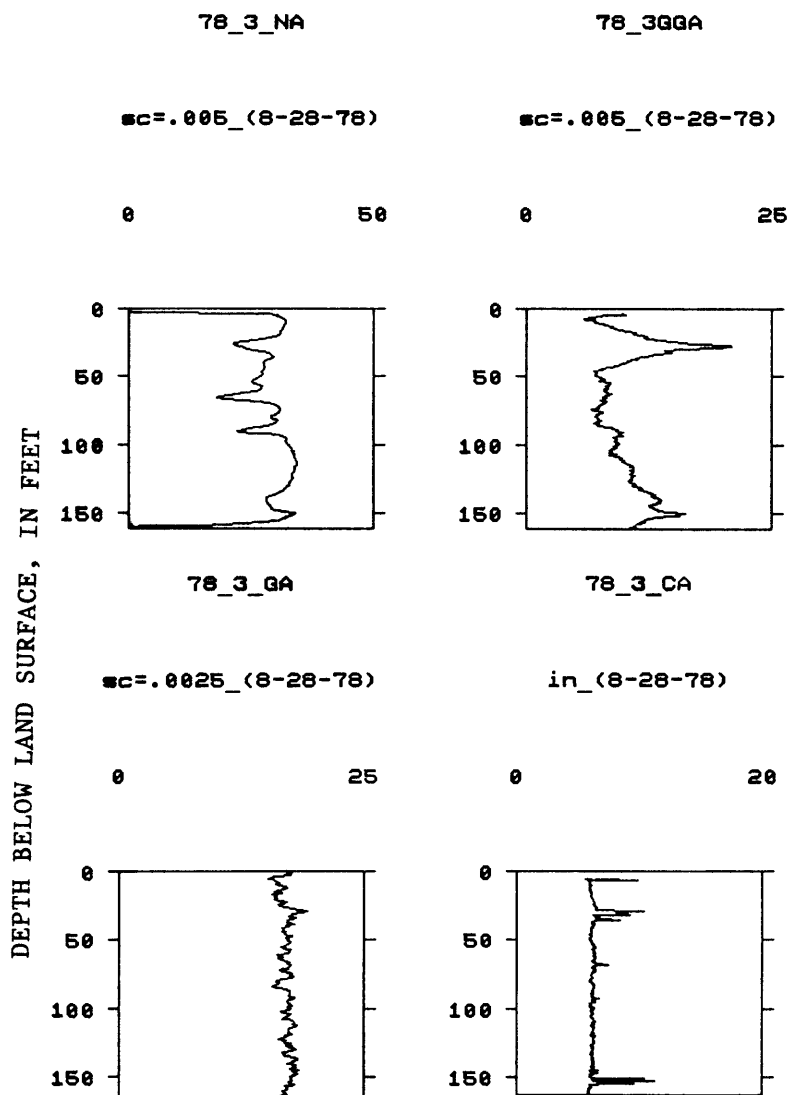 78_3_NA
78_3GGA
sc=.005_(8-28-78)
sc=.005_(8-28-78)
0 50
0 25
0
50
100
150
0
50
100
150
78_3_GA
78_3_CA
sc=.0025_(8-28-78)
in_(8-28-78)
0 25
0 20
0
50
100
150
0
50
100
150
DEPTH BELOW LAND SURFACE, IN FEET